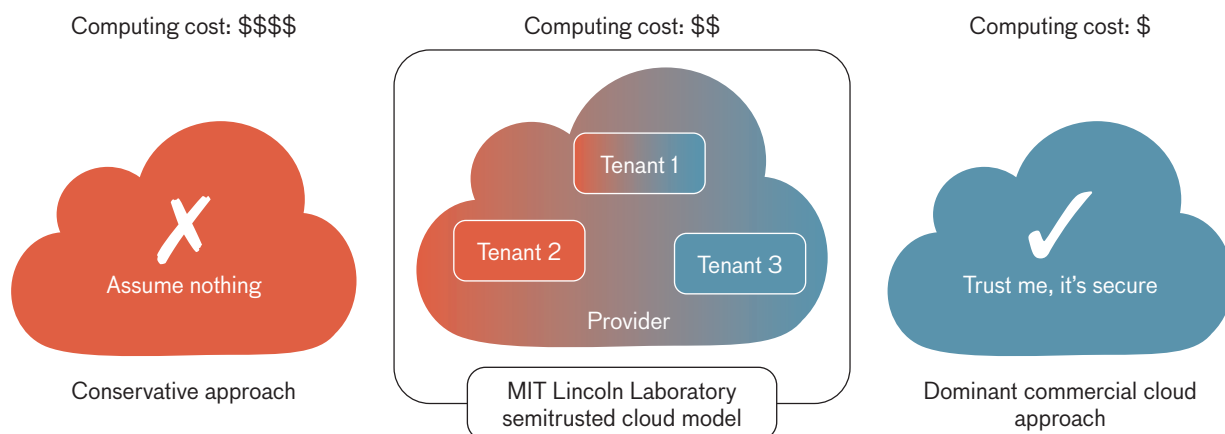 Computing cost: $$$$
Computing cost: $$
Computing cost: $
Tenant 1
Tenant 2
Tenant 3
Assume nothing
Provider
Trust me, it's secure
Conservative approach
MIT Lincoln Laboratory
semitrusted cloud model
Dominant commercial cloud
approach